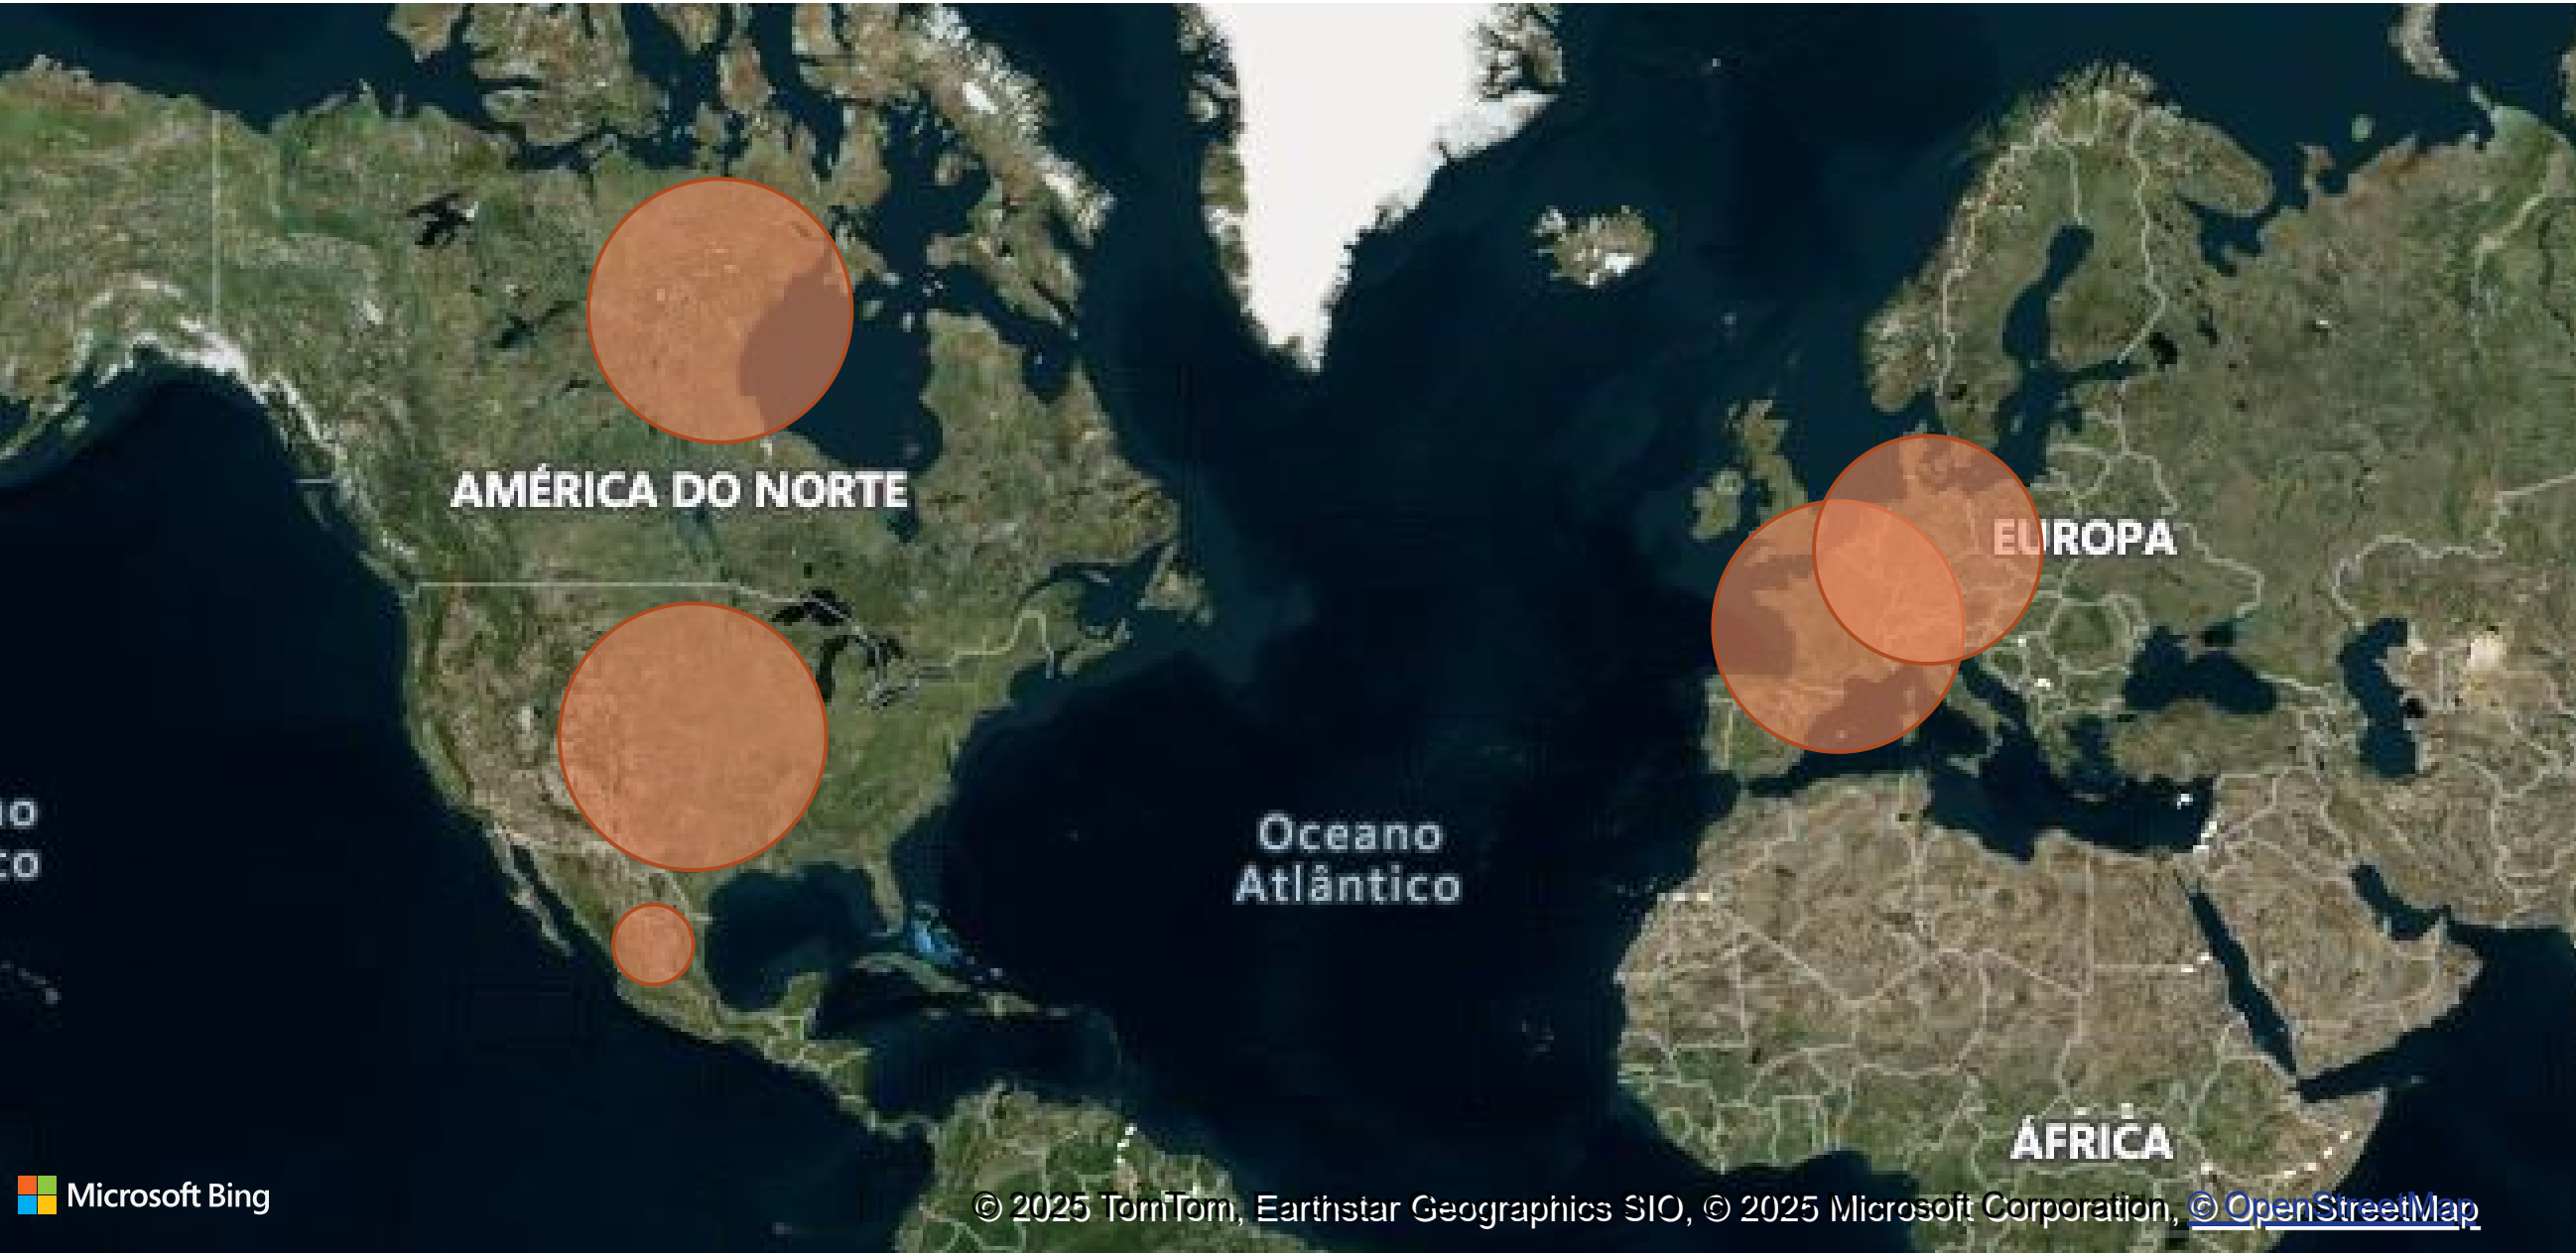 AMÉRICA DO NORTE
EUROPA
Oceano
Atlântico
ÁFRICA
Microsoft Bing
© 2025 TomTom, Earthstar Geographics SIO, © 2025 Microsoft Corporation, © OpenStreetMap